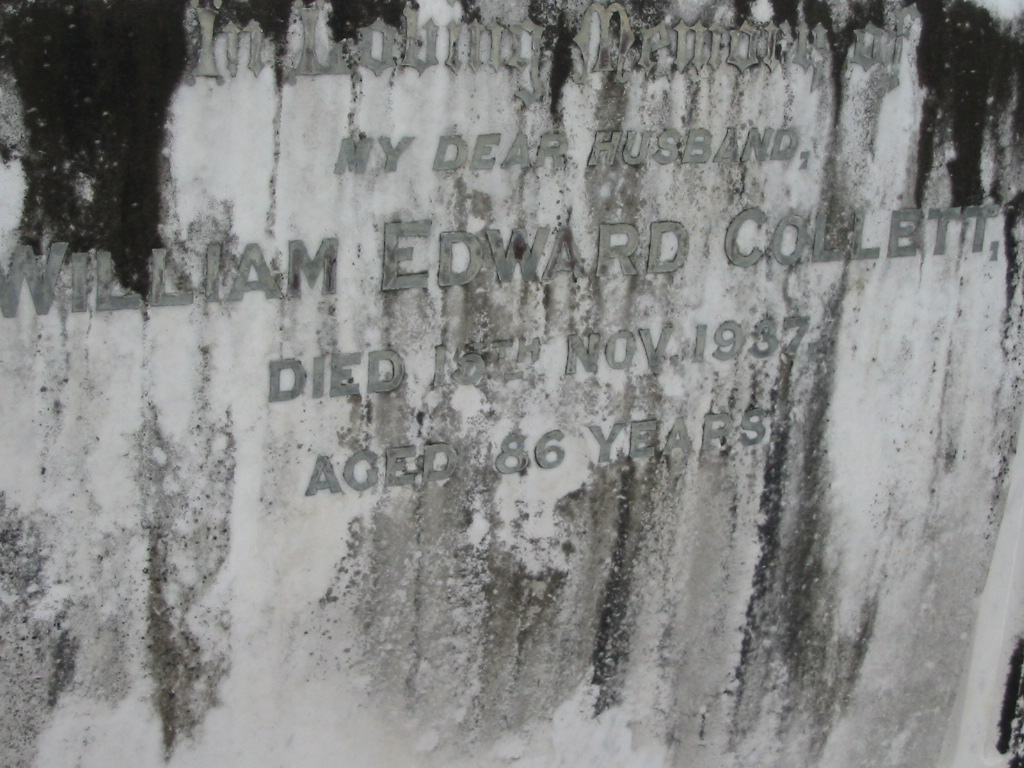 In Loving Memory of
MY DEAR HUSBAND,
WILLIAM EDWARD COLLETT,
DIED 15TH NOV. 1937
AGED 86 YEARS